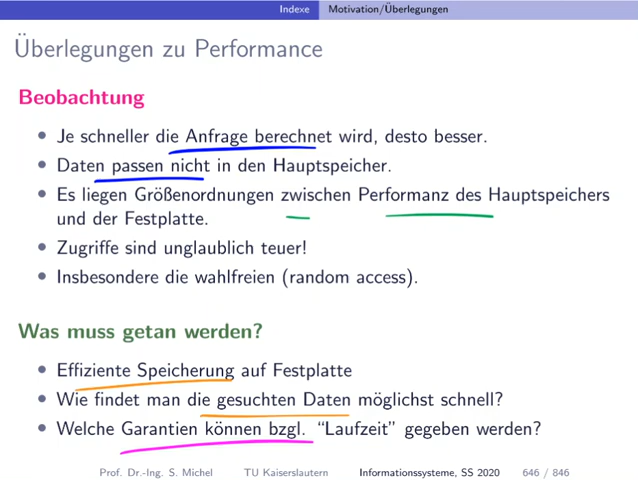 Indexe Motivation/Überlegungen
Überlegungen zu Performance
Beobachtung
• Je schneller die Anfrage berechnet wird, desto besser.
• Daten passen nicht in den Hauptspeicher.
• Es liegen Größenordnungen zwischen Performanz des Hauptspeichers
und der Festplatte.
• Zugriffe sind unglaublich teuer!
• Insbesondere die wahlfreien (random access).
Was muss getan werden?
• Effiziente Speicherung auf Festplatte
• Wie findet man die gesuchten Daten möglichst schnell?
• Welche Garantien können bzgl. “Laufzeit” gegeben werden?
Prof. Dr.-Ing. S. Michel TU Kaiserslautern Informationssysteme, SS 2020 646 / 846